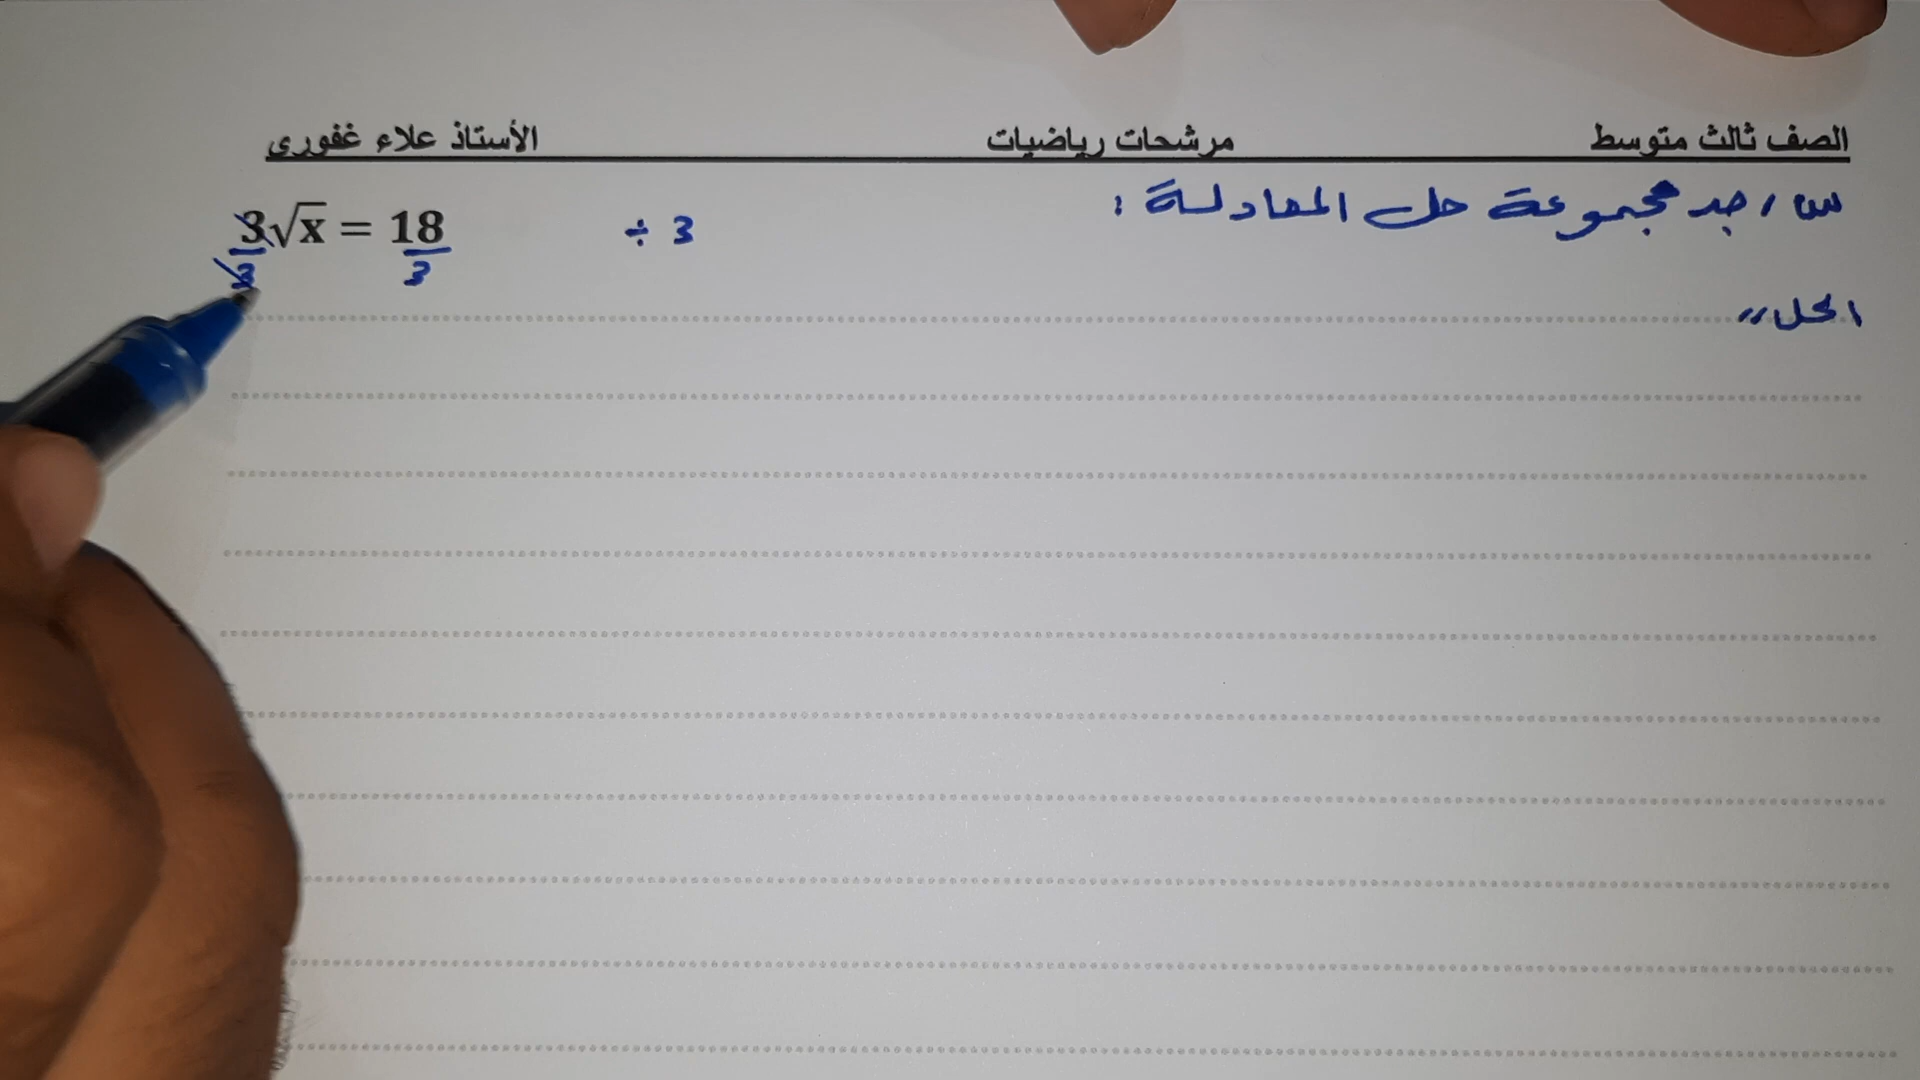 الصف ثالث متوسط مرشحات رياضيات الأستاذ علاء غفوري
س / جد مجموعة حل المعادلة :
3√x = 18 ÷ 3
3 3
الحل //